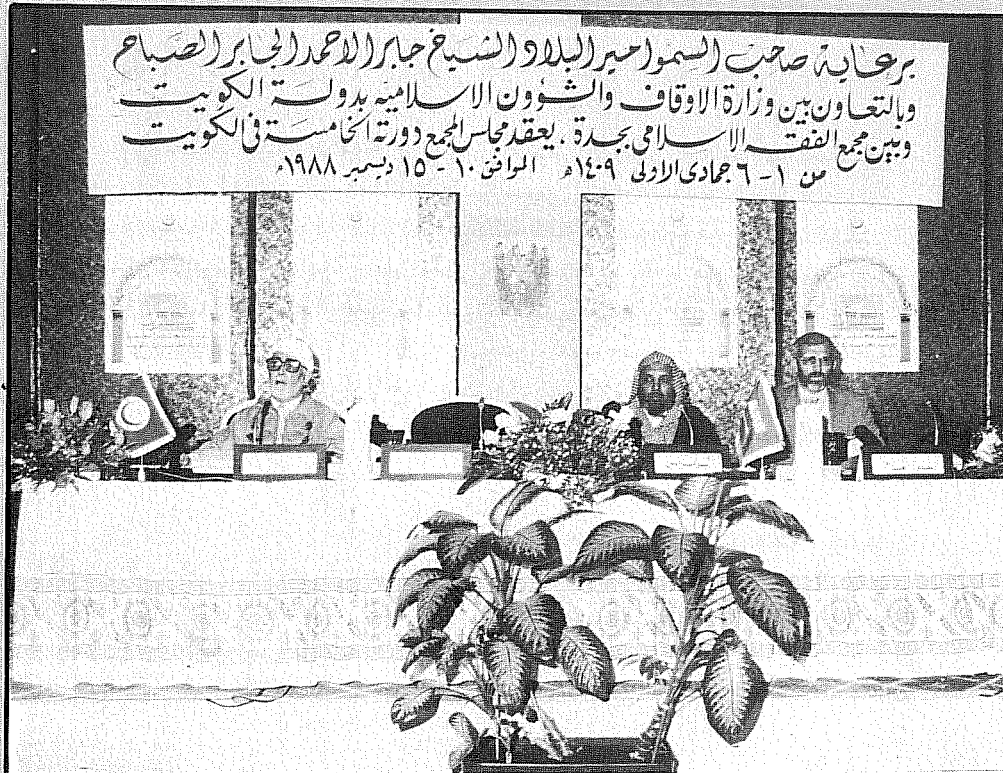 برعاية صاحب السمو امير البلاد الشيخ جابر الاحمد الجابر الصباح
وبالتعاون بين وزارة الاوقاف والشؤون الاسلامية بدولة الكويت
وبين مجمع الفقه الاسلامي بجدة ، يعقد مجلس المجمع دورته الخامسة في الكويت
من ١ - ٦ جمادى الاولى ١٤٠٩هـ الموافق ١٠ - ١٥ ديسمبر ١٩٨٨م